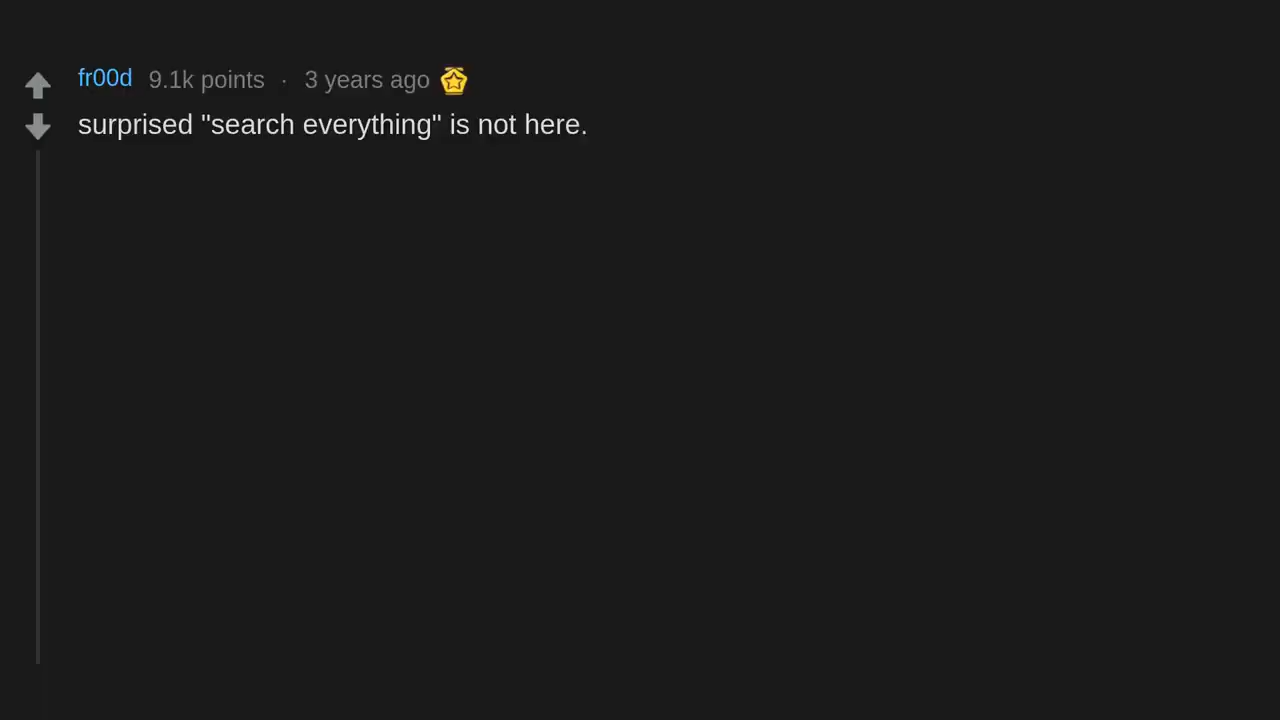 fr00d 9.1k points · 3 years ago
surprised "search everything" is not here.